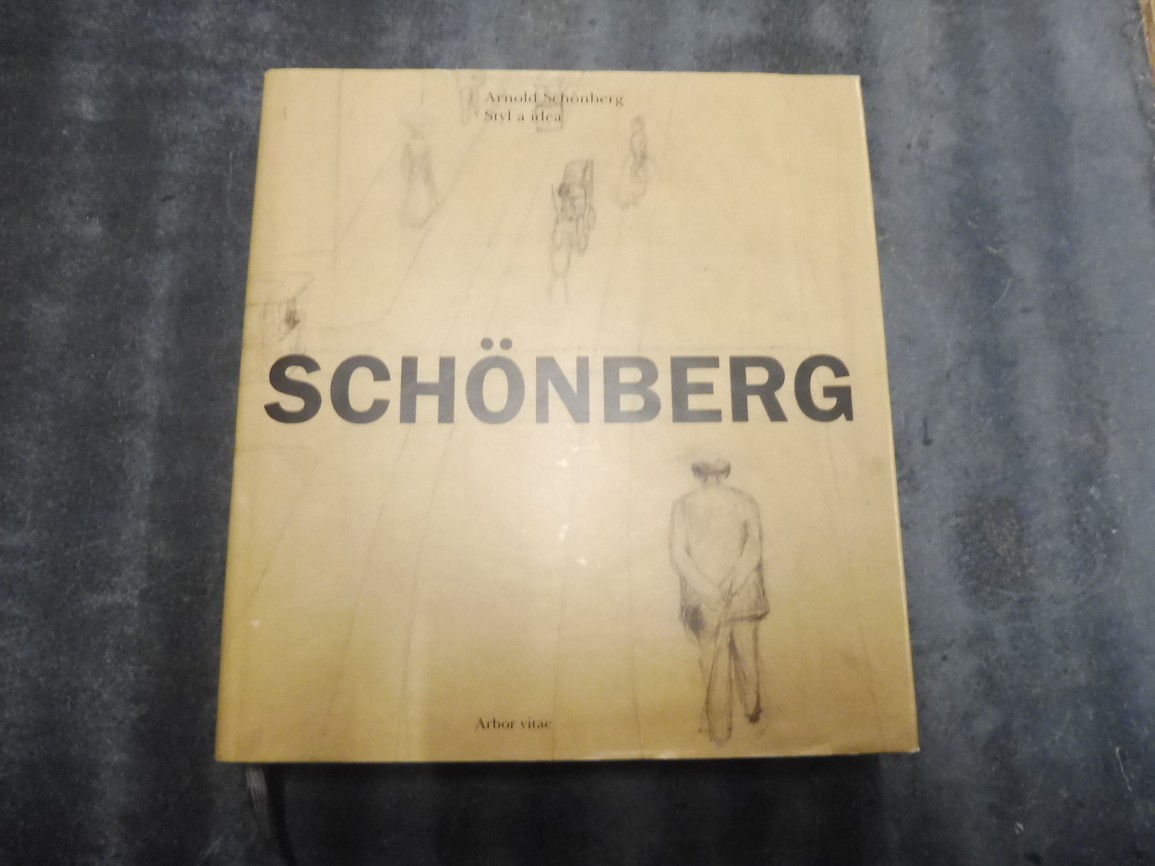 Arnold Schönberg
Styl a idea
SCHÖNBERG
Arbor vitae